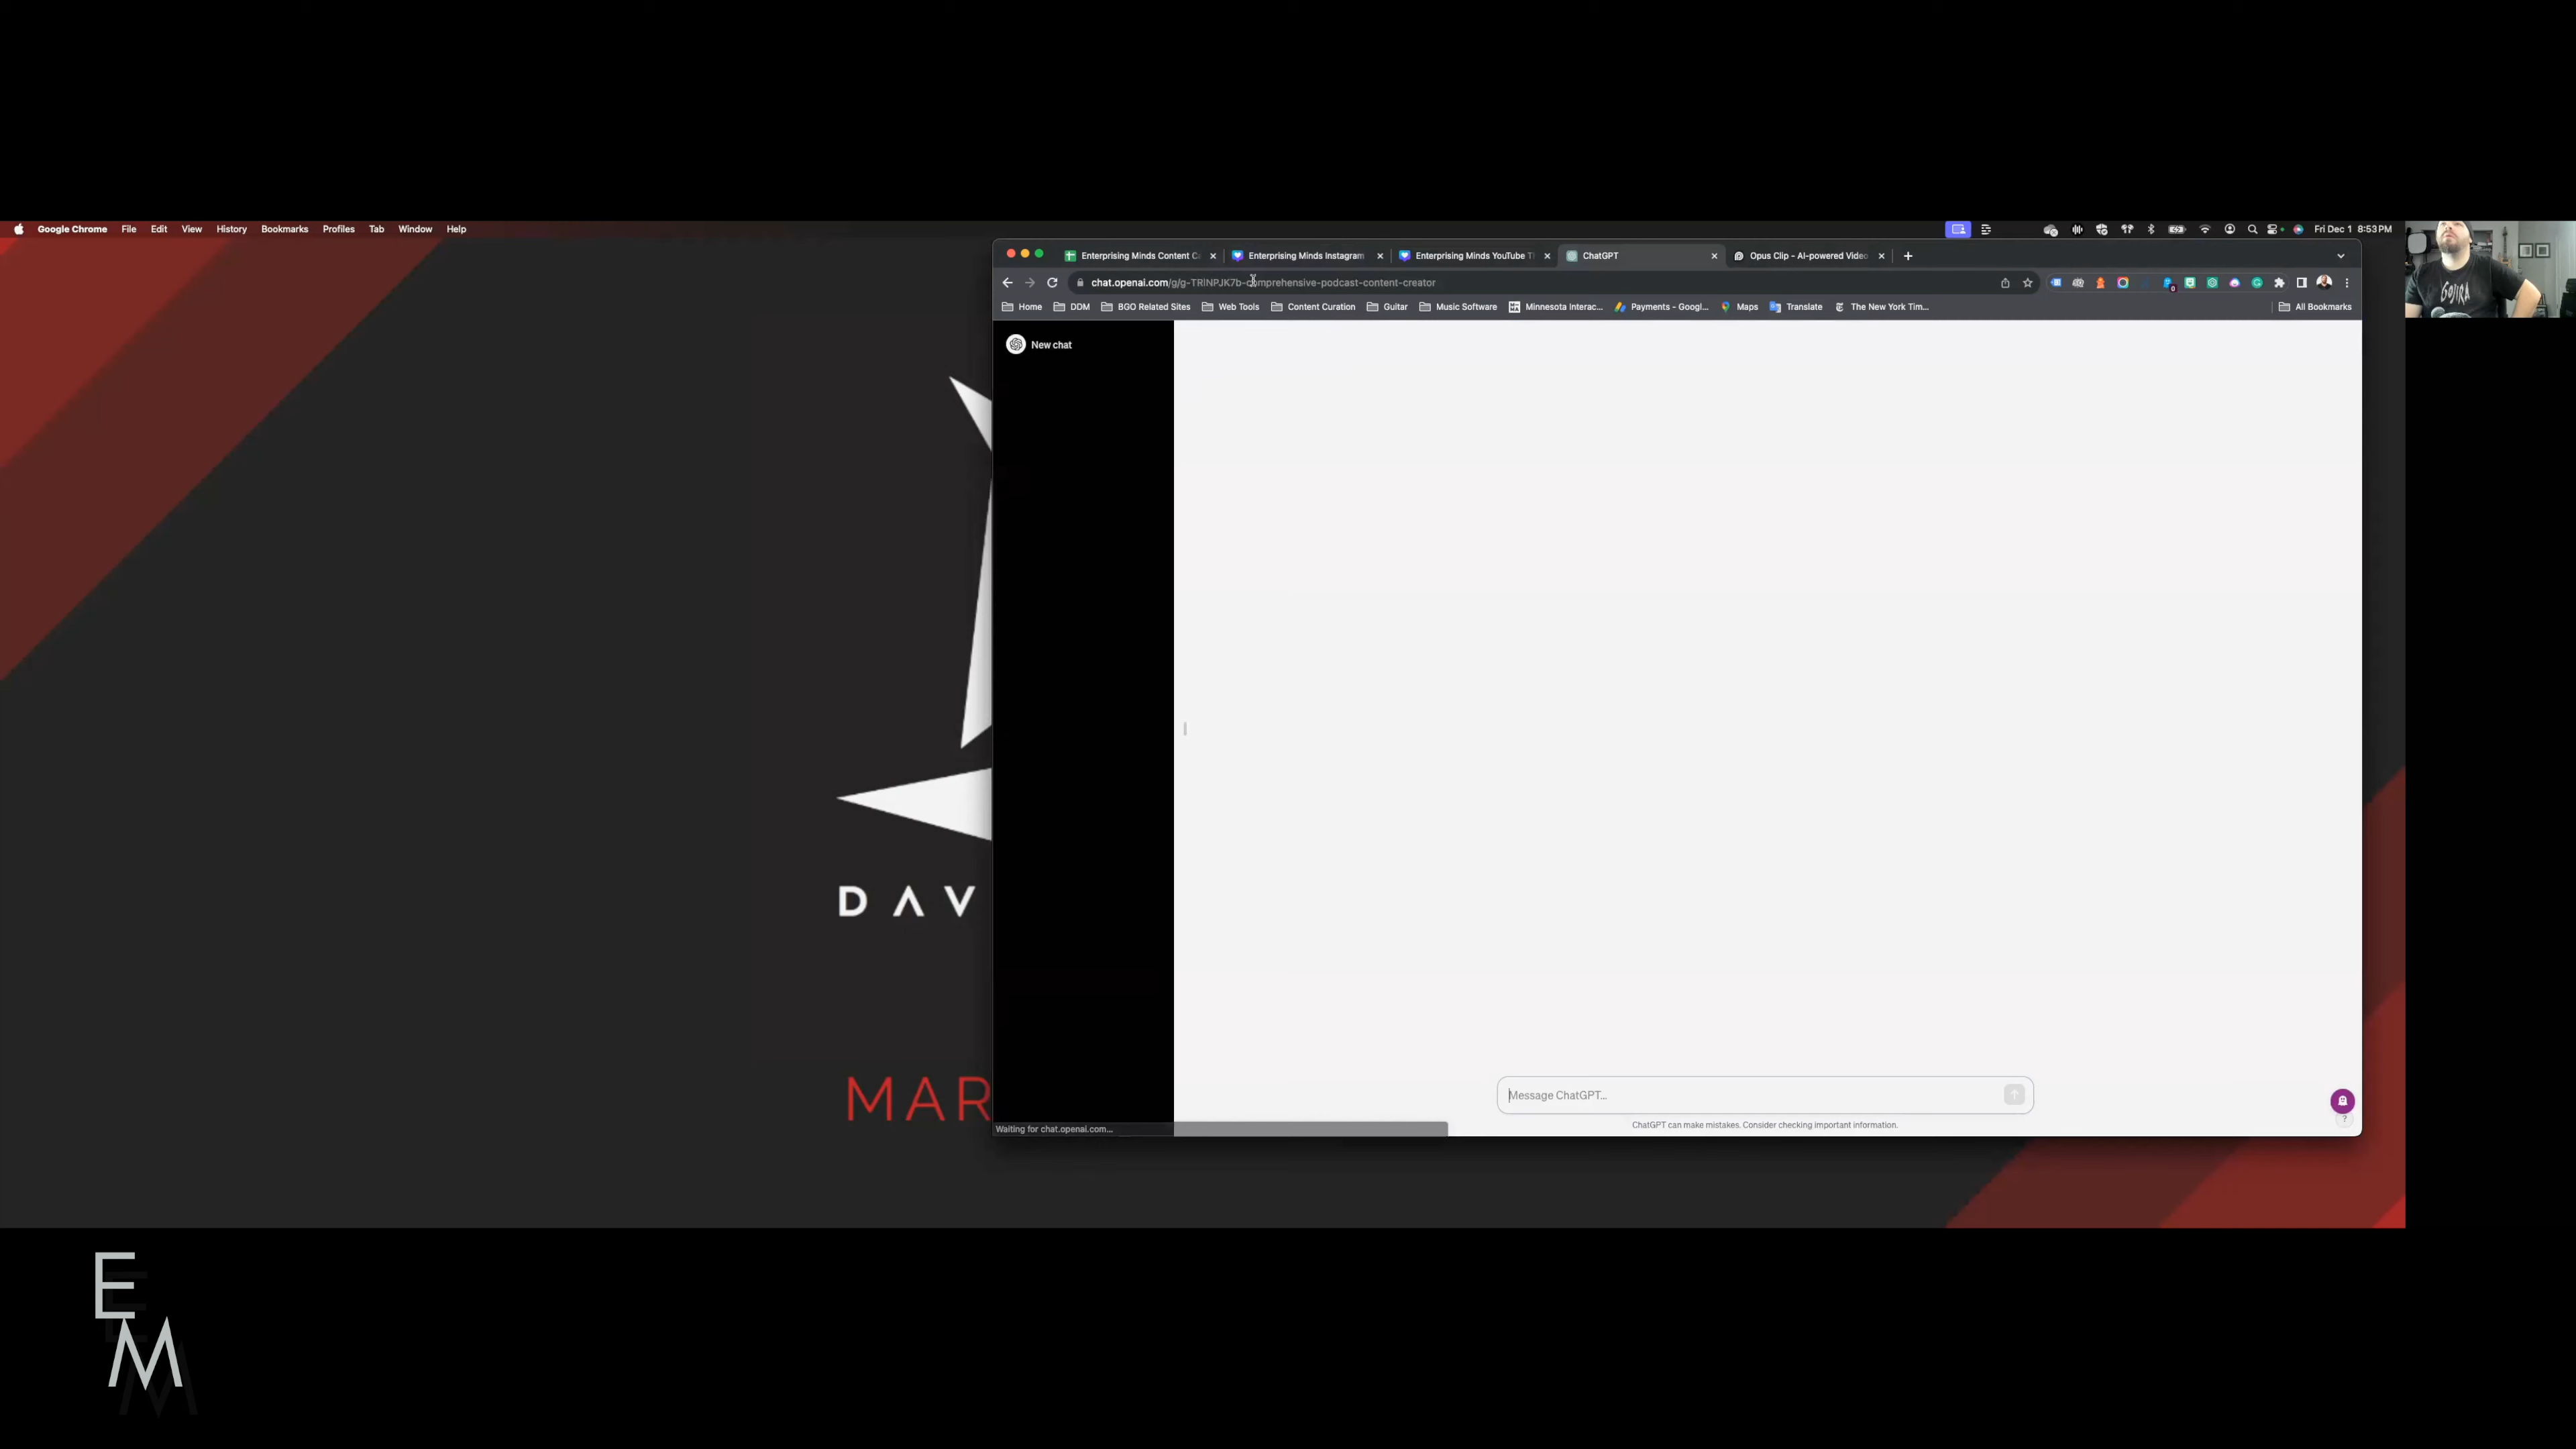 Google Chrome File Edit View History Bookmarks Profiles Tab Window Help
Fri Dec 1 8:53 PM
Enterprising Minds Content C
Enterprising Minds Instagram
Enterprising Minds YouTube T
ChatGPT
Opus Clip - AI-powered Video
chat.openai.com/g/g-TRlNPJK7b-comprehensive-podcast-content-creator
Home DDM BGO Related Sites Web Tools Content Curation Guitar Music Software Minnesota Interac... Payments - Googl... Maps Translate The New York Tim... All Bookmarks
New chat
GOJIRA
DAV
MAR
Message ChatGPT...
ChatGPT can make mistakes. Consider checking important information.
?
Waiting for chat.openai.com...
E
M